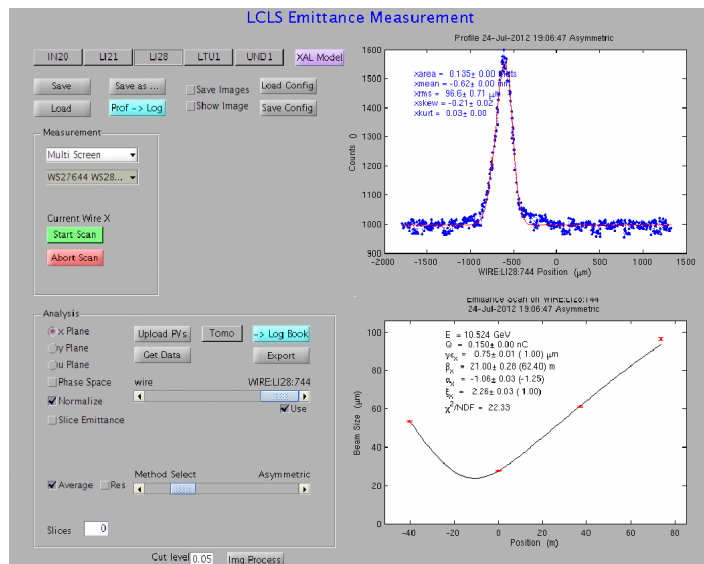 LCLS Emittance Measurement
IN20 LI21 LI28 LTU1 UND1 XAL Model
Save Save as ... Save Images Load Config
Load Prof -> Log Show Image Save Config
Measurement
Multi Screen
WS27644 WS28...
Current Wire X
Start Scan
Abort Scan
Profile 24-Jul-2012 19:06:47 Asymmetric
1600
1500
1400
1300
1200
1100
1000
900
Counts ()
xmean = -0.62± 0.00
xrms = 96.6± 0.71 μm
xskew = -0.21± 0.02
xkurt = 0.03± 0.00
-2000 -1500 -1000 -500 0 500 1000 1500
WIRE:LI28:744 Position (μm)
Analysis
x Plane
y Plane
u Plane
Phase Space
Normalize
Slice Emittance
Upload PVs Tomo -> Log Book
Get Data Export
wire WIRE:LI28:744
Use
Method Select Asymmetric
Average Res
Slices 0
Cut level 0.05 Img Process
Emittance Scan on WIRE:LI28:744
24-Jul-2012 19:06:47 Asymmetric
E = 10.524 GeV
Q = 0.150± 0.00 nC
γεx = 0.75± 0.01 ( 1.00) μm
βx = 21.00± 0.28 (62.40) m
αx = -1.06± 0.03 (-1.25)
ξx = 2.26± 0.03 ( 1.00)
χ²/NDF = 22.33
100
80
60
40
20
0
Beam Size (μm)
-40 -20 0 20 40 60 80
Position (m)